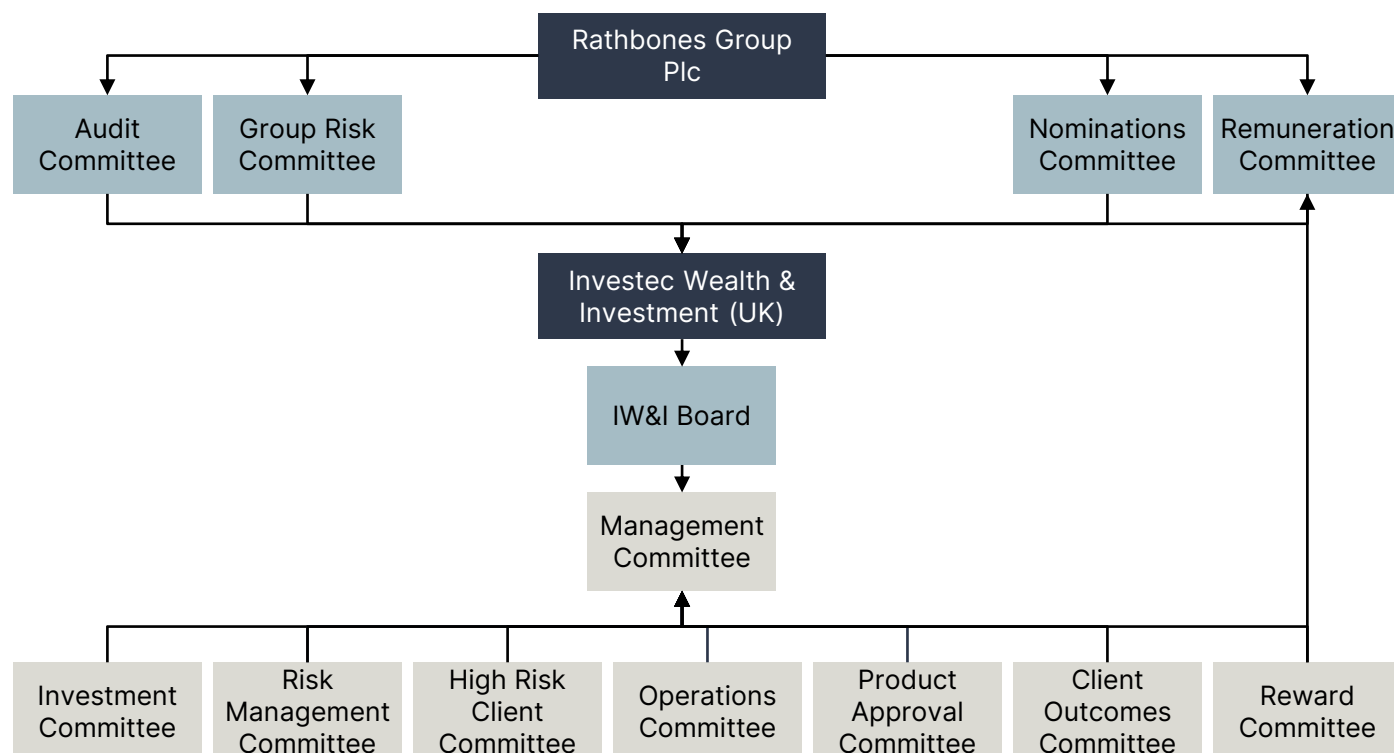 Rathbones Group
Plc
Audit
Committee
Group Risk
Committee
Nominations
Committee
Remuneration
Committee
Investec Wealth &
Investment (UK)
IW&I Board
Management
Committee
Investment
Committee
Risk
Management
Committee
High Risk
Client
Committee
Operations
Committee
Product
Approval
Committee
Client
Outcomes
Committee
Reward
Committee